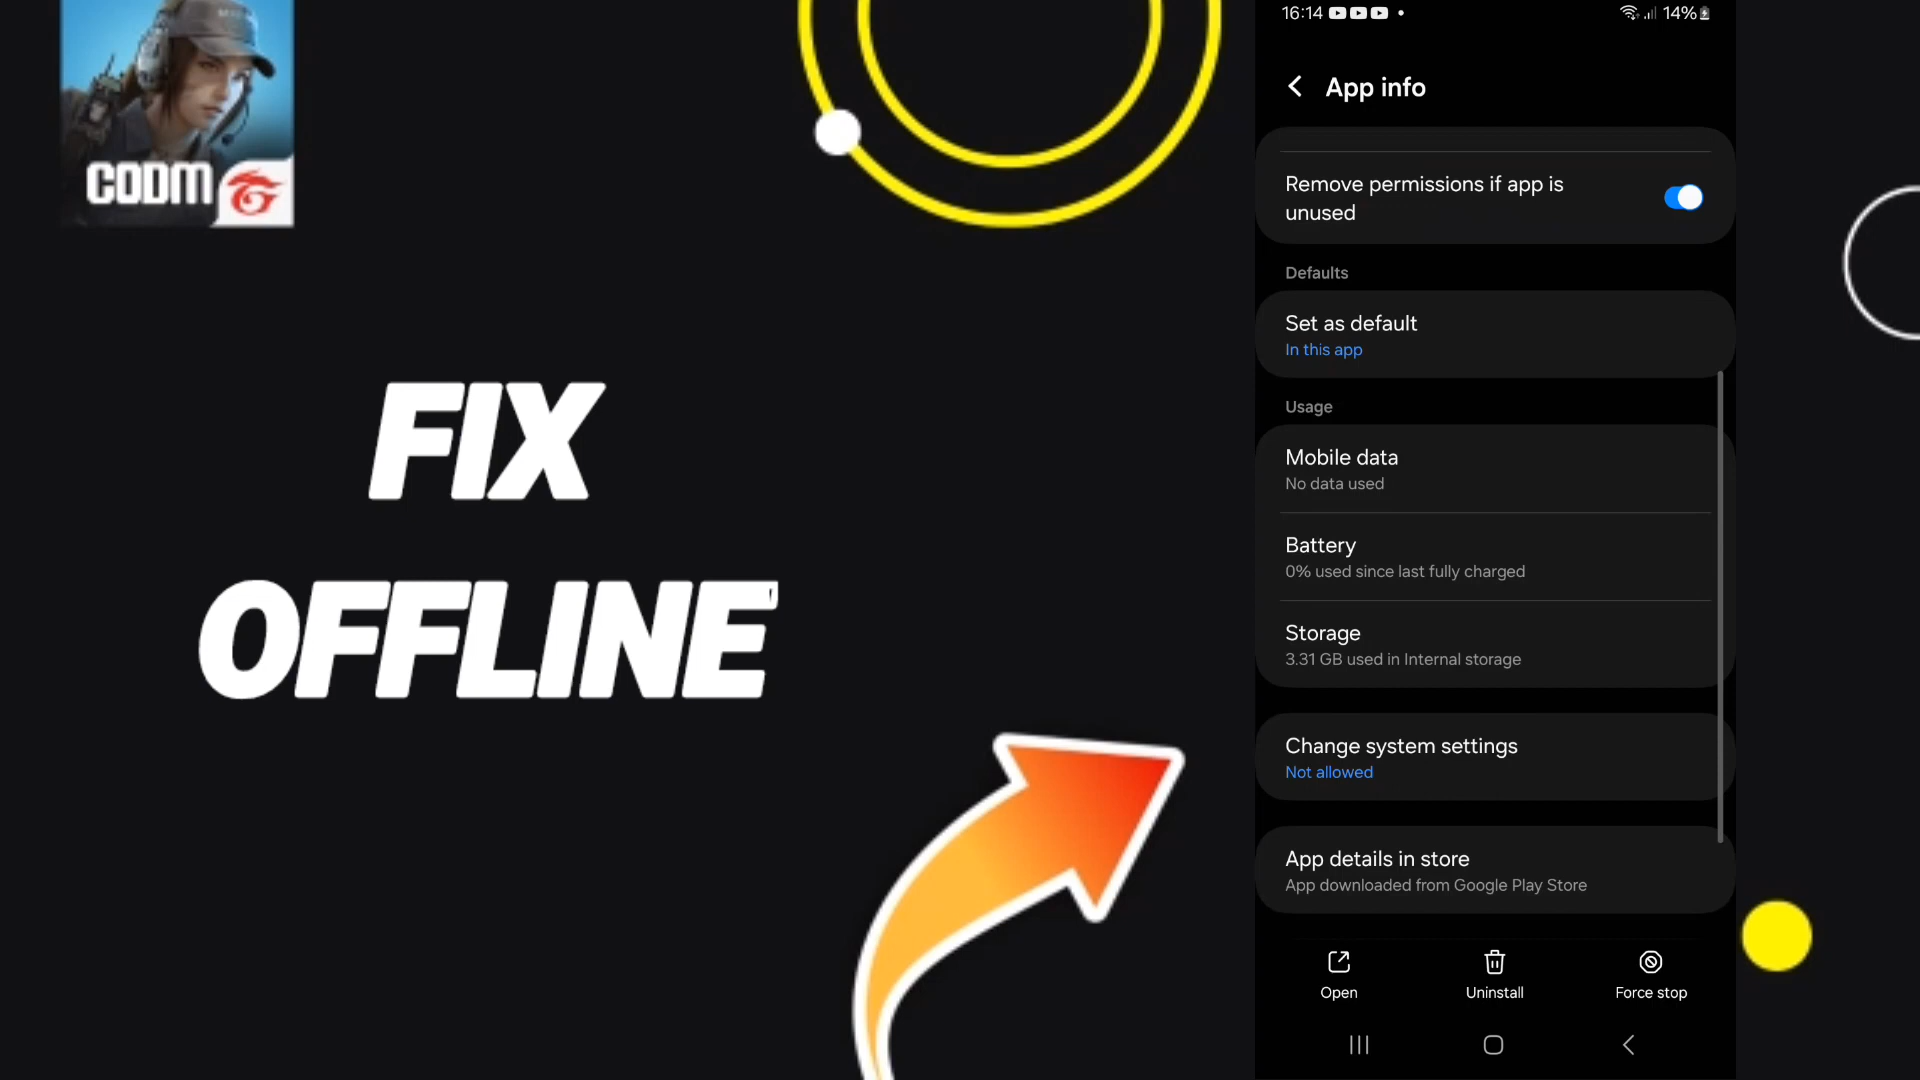 CODM
FIX
OFFLINE
16:14
14%
App info
Remove permissions if app is
unused
Defaults
Set as default
In this app
Usage
Mobile data
No data used
Battery
0% used since last fully charged
Storage
3.31 GB used in Internal storage
Change system settings
Not allowed
App details in store
App downloaded from Google Play Store
Open
Uninstall
Force stop